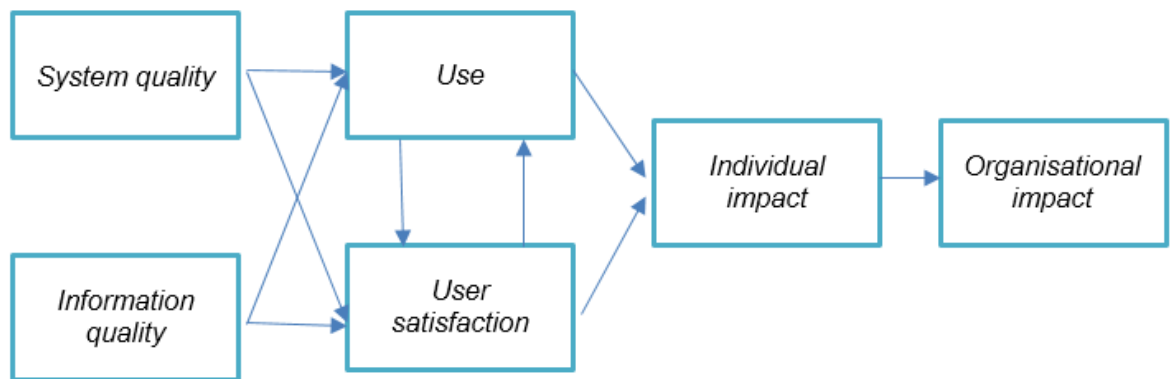 System quality
Use
Individual
impact
Organisational
impact
Information
quality
User
satisfaction